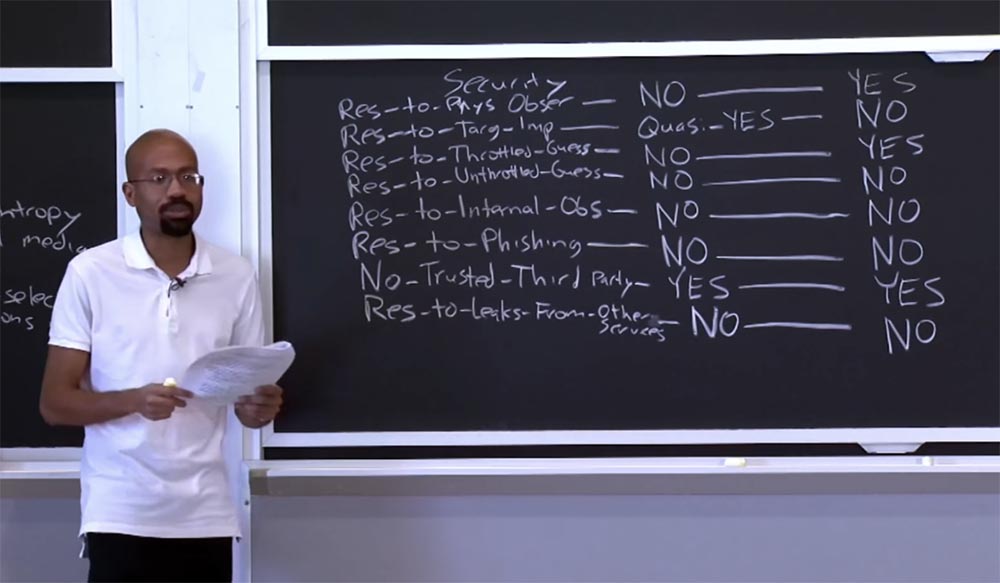 ntropy
media
selec
ons
Security
Res-to-Phys Obser — NO — YES
Res-to-Targ-Imp — Quasi-YES — NO
Res-to-Throttled-Guess — NO — YES
Res-to-Unthrottled-Guess — NO — NO
Res-to-Internal-Obs — NO — NO
Res-to-Phishing — NO — NO
No-Trusted-Third Party — YES — YES
Res-to-Leaks-From-Other — NO — NO
Services